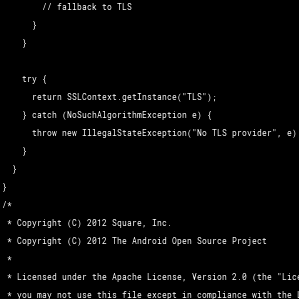 // fallback to TLS
}
}
try {
return SSLContext.getInstance("TLS");
} catch (NoSuchAlgorithmException e) {
throw new IllegalStateException("No TLS provider", e)
}
}
}
/*
* Copyright (C) 2012 Square, Inc.
* Copyright (C) 2012 The Android Open Source Project
*
* Licensed under the Apache License, Version 2.0 (the
* you may not use this file except in compliance with the